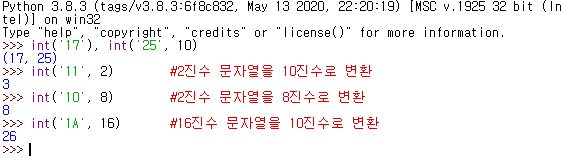 Python 3.8.3 (tags/v3.8.3:6f8c832, May 13 2020, 22:20:19) [MSC v.1925 32 bit (In
tel)] on win32
Type "help", "copyright", "credits" or "license()" for more information.
>>> int('17'), int('25', 10)
(17, 25)
>>> int('11', 2) #2진수 문자열을 10진수로 변환
3
>>> int('10', 8) #2진수 문자열을 8진수로 변환
8
>>> int('1A', 16) #16진수 문자열을 10진수로 변환
26
>>>